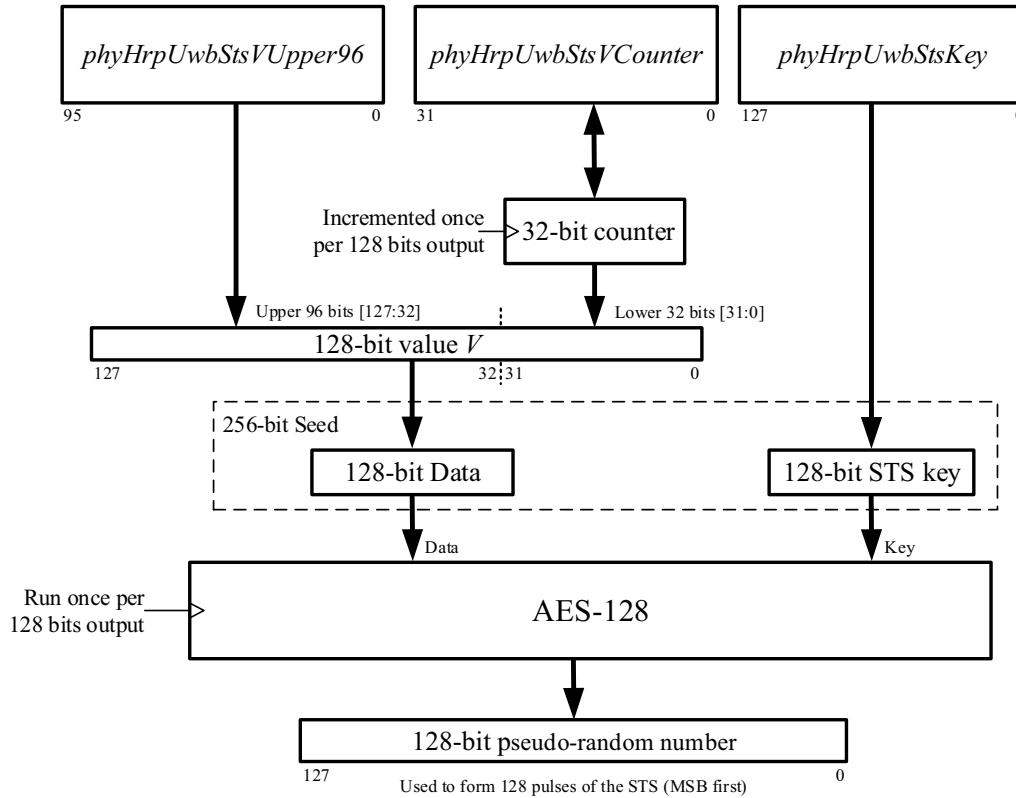 phyHrpUwbStsVUpper96
phyHrpUwbStsVCounter
phyHrpUwbStsKey
95
0
31
0
127
0
Incremented once
per 128 bits output
32-bit counter
Upper 96 bits [127:32]
Lower 32 bits [31:0]
128-bit value V
127
32
31
0
256-bit Seed
128-bit Data
128-bit STS key
Data
Key
Run once per
128 bits output
AES-128
128-bit pseudo-random number
127
0
Used to form 128 pulses of the STS (MSB first)